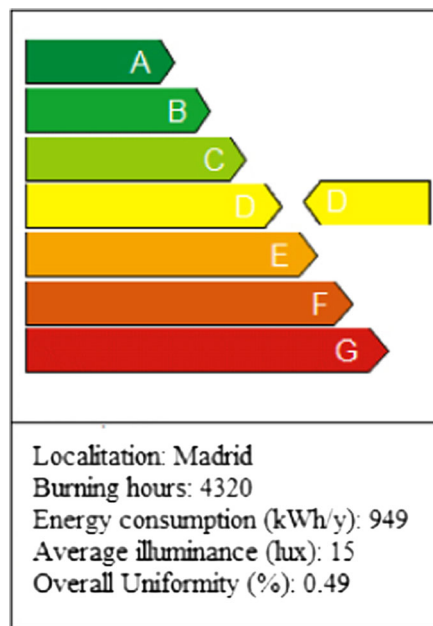 A
B
C
D D
E
F
G
Localitation: Madrid
Burning hours: 4320
Energy consumption (kWh/y): 949
Average illuminance (lux): 15
Overall Uniformity (%): 0.49